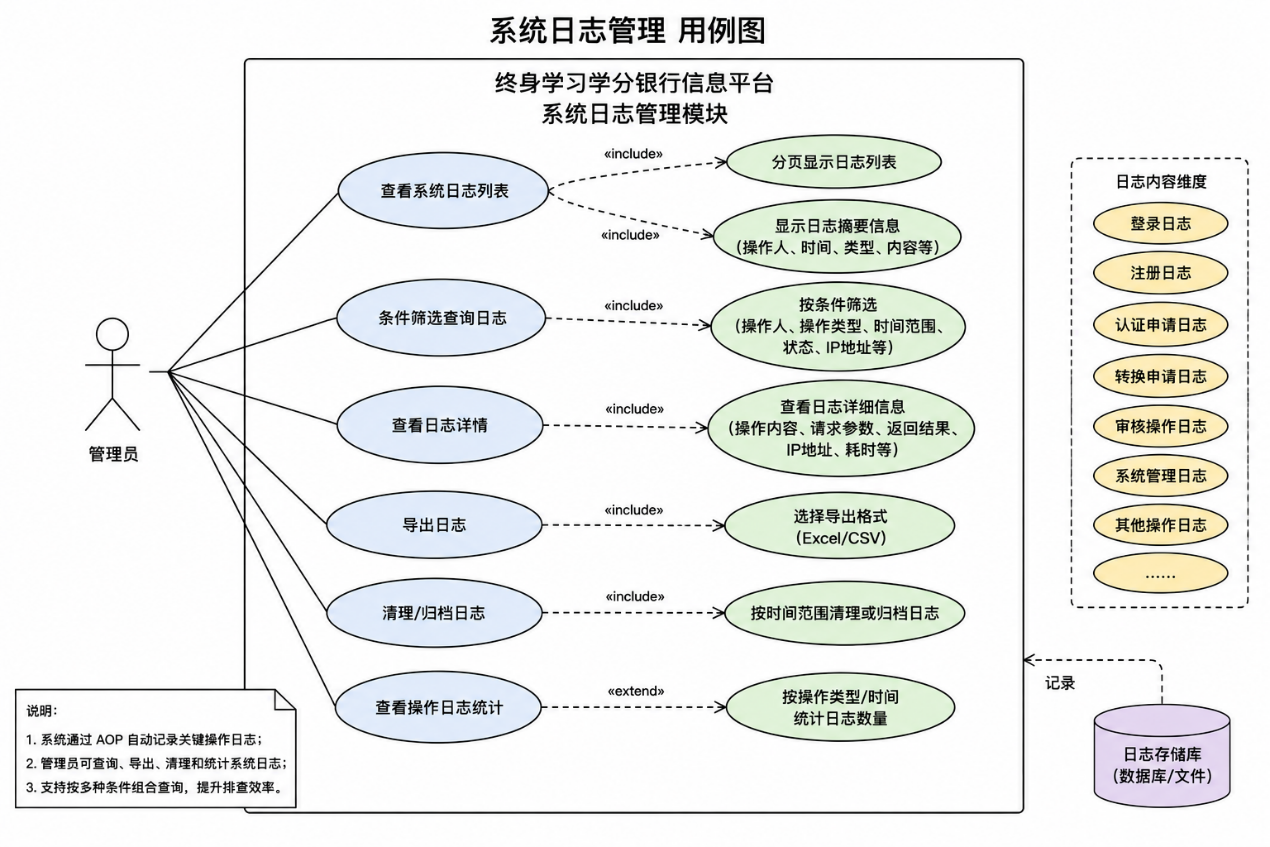 系统日志管理 用例图
终身学习学分银行信息平台
系统日志管理模块
查看系统日志列表
«include»
分页显示日志列表
«include»
显示日志摘要信息
（操作人、时间、类型、内容等）
条件筛选查询日志
«include»
按条件筛选
（操作人、操作类型、时间范围、
状态、IP地址等）
查看日志详情
«include»
查看日志详细信息
（操作内容、请求参数、返回结果、
IP地址、耗时等）
导出日志
«include»
选择导出格式
（Excel/CSV）
清理/归档日志
«include»
按时间范围清理或归档日志
查看操作日志统计
«extend»
按操作类型/时间
统计日志数量
管理员
说明：
1. 系统通过 AOP 自动记录关键操作日志；
2. 管理员可查询、导出、清理和统计系统日志；
3. 支持按多种条件组合查询，提升排查效率。
日志内容维度
登录日志
注册日志
认证申请日志
转换申请日志
审核操作日志
系统管理日志
其他操作日志
……
记录
日志存储库
（数据库/文件）